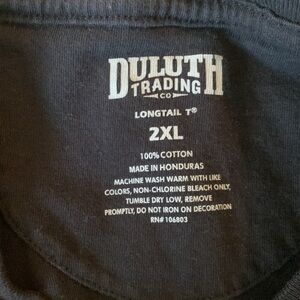 DULUTH
TRADING
CO
LONGTAIL T®
2XL
100% COTTON
MADE IN HONDURAS
MACHINE WASH WARM WITH LIKE
COLORS, NON-CHLORINE BLEACH ONLY,
TUMBLE DRY LOW, REMOVE
PROMPTLY, DO NOT IRON ON DECORATION
RN# 106803